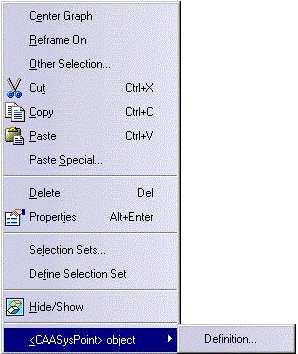 Center Graph
Reframe On
Other Selection...
Cut Ctrl+X
Copy Ctrl+C
Paste Ctrl+V
Paste Special...
Delete Del
Properties Alt+Enter
Selection Sets...
Define Selection Set
Hide/Show
<CAASysPoint> object
Definition...